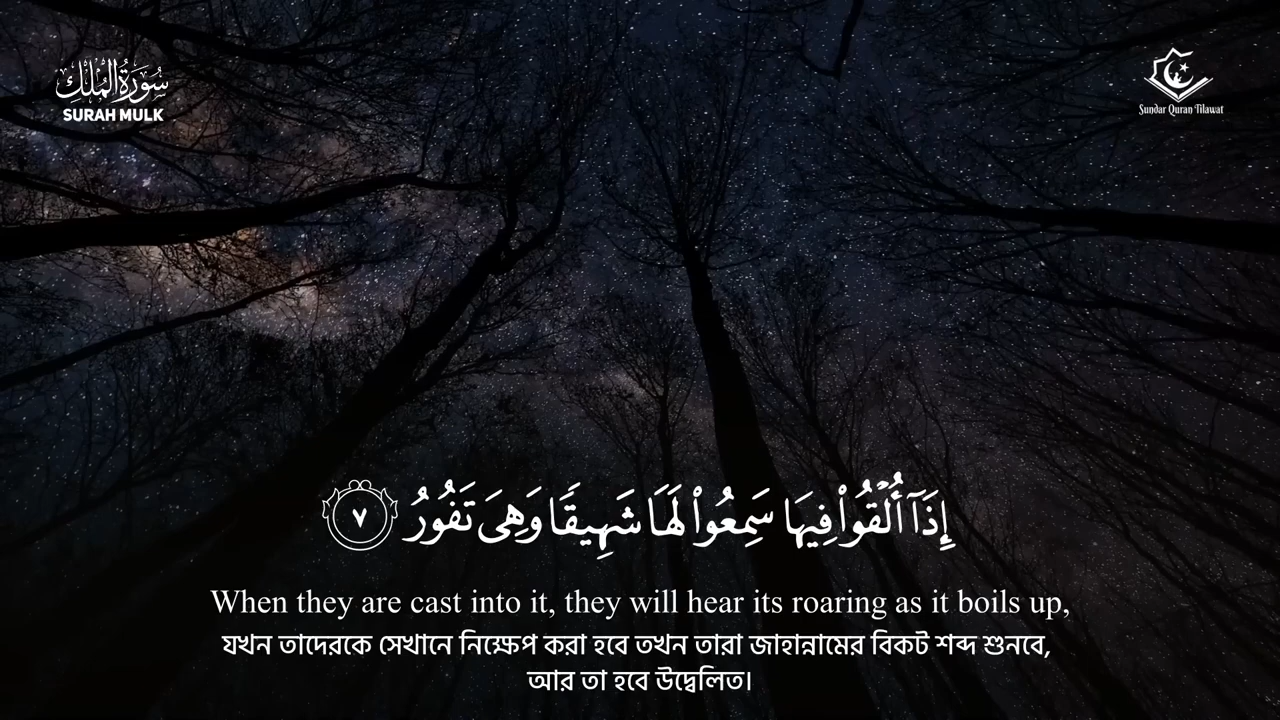 سُورَةُ الْمُلْكِ
SURAH MULK
Sundar Quran Tilawat
إِذَآ أُلْقُوا۟ فِيهَا سَمِعُوا۟ لَهَا شَهِيقًا وَهِىَ تَفُورُ ٧
When they are cast into it, they will hear its roaring as it boils up,
যখন তাদেরকে সেখানে নিক্ষেপ করা হবে তখন তারা জাহান্নামের বিকট শব্দ শুনবে,
আর তা হবে উদ্বেলিত।